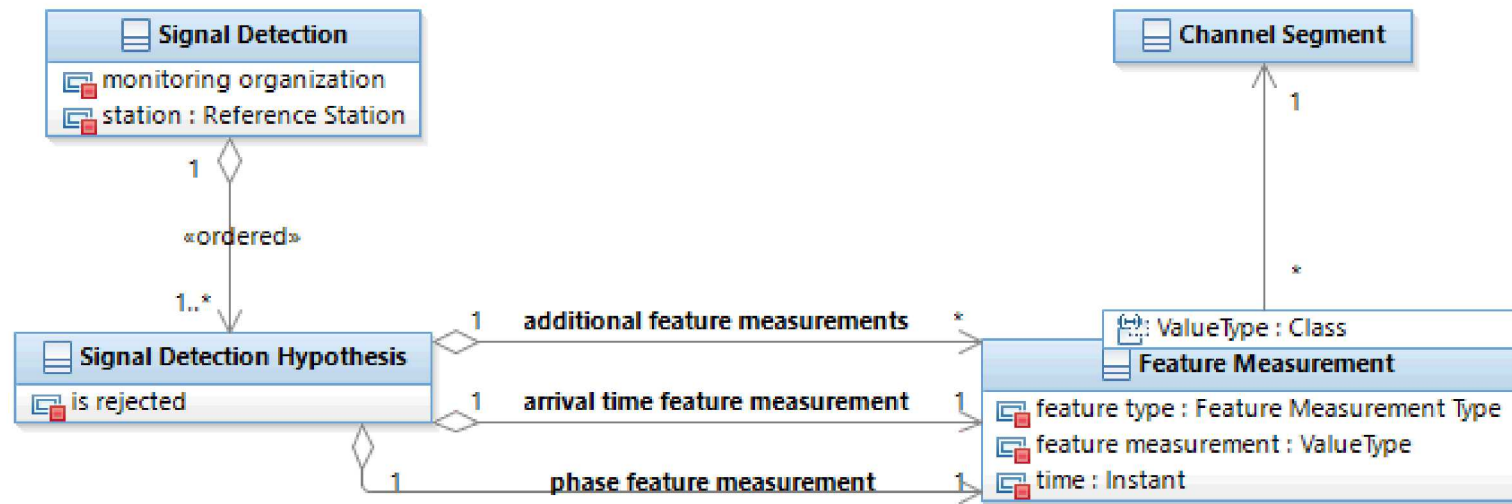 Signal Detection
monitoring organization
station : Reference Station
1
«ordered»
1..*
Signal Detection Hypothesis
is rejected
1 additional feature measurements *
1 arrival time feature measurement 1
1 phase feature measurement 1
Channel Segment
1
*
ValueType : Class
Feature Measurement
feature type : Feature Measurement Type
feature measurement : ValueType
time : Instant